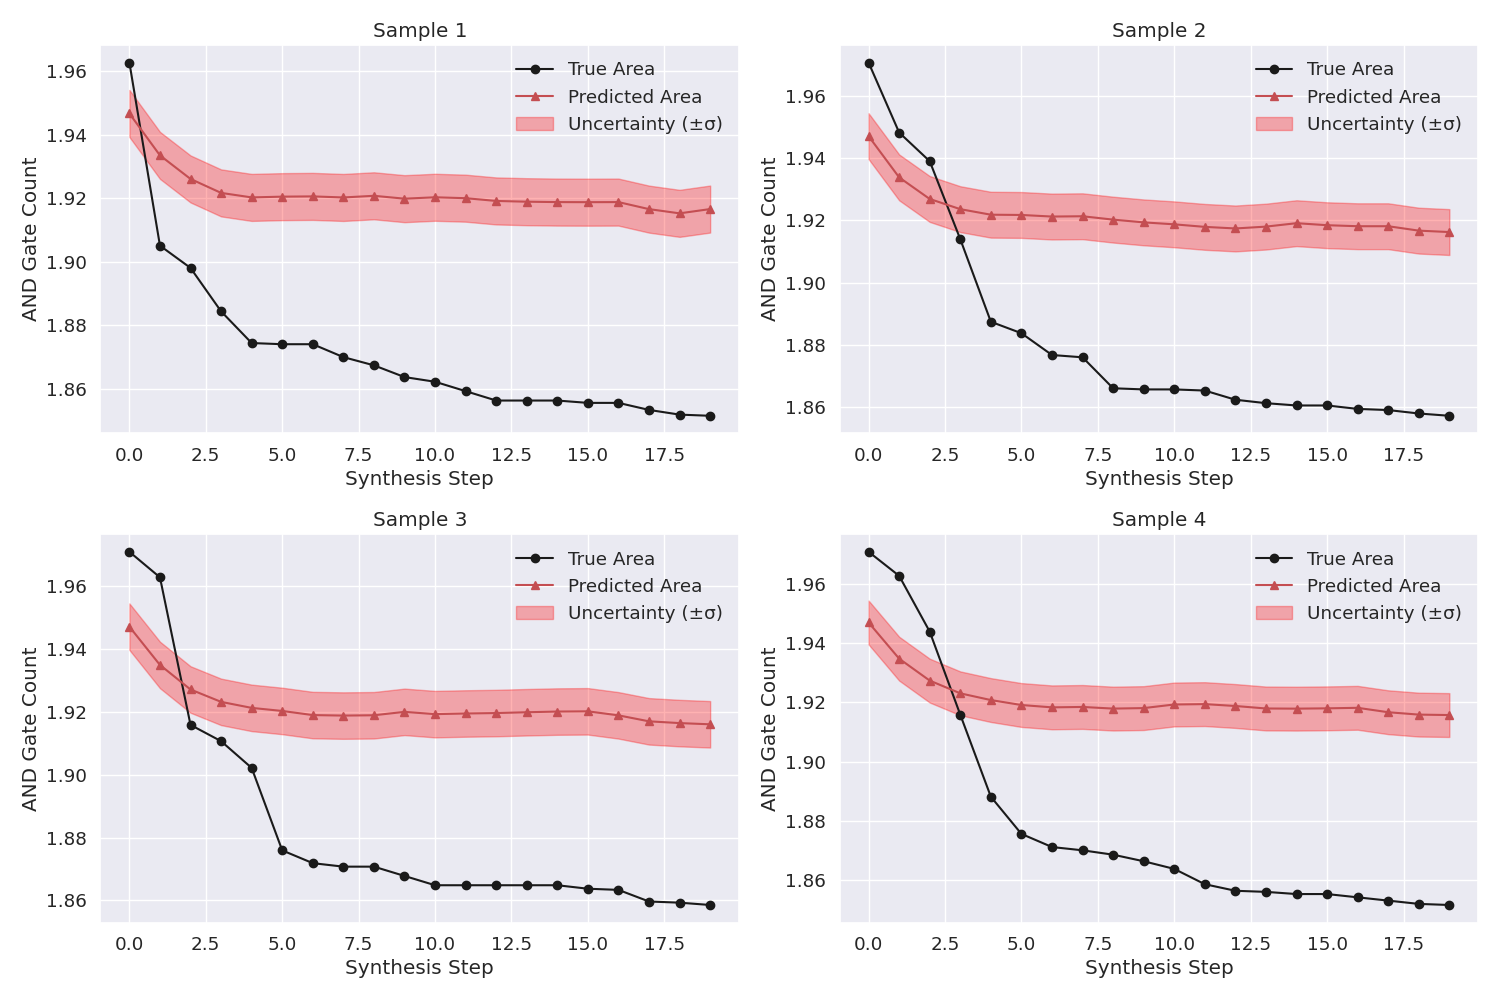 Sample 1
True Area
Predicted Area
Uncertainty (±σ)
AND Gate Count
1.96
1.94
1.92
1.90
1.88
1.86
0.0 2.5 5.0 7.5 10.0 12.5 15.0 17.5
Synthesis Step
Sample 2
True Area
Predicted Area
Uncertainty (±σ)
AND Gate Count
1.96
1.94
1.92
1.90
1.88
1.86
0.0 2.5 5.0 7.5 10.0 12.5 15.0 17.5
Synthesis Step
Sample 3
True Area
Predicted Area
Uncertainty (±σ)
AND Gate Count
1.96
1.94
1.92
1.90
1.88
1.86
0.0 2.5 5.0 7.5 10.0 12.5 15.0 17.5
Synthesis Step
Sample 4
True Area
Predicted Area
Uncertainty (±σ)
AND Gate Count
1.96
1.94
1.92
1.90
1.88
1.86
0.0 2.5 5.0 7.5 10.0 12.5 15.0 17.5
Synthesis Step